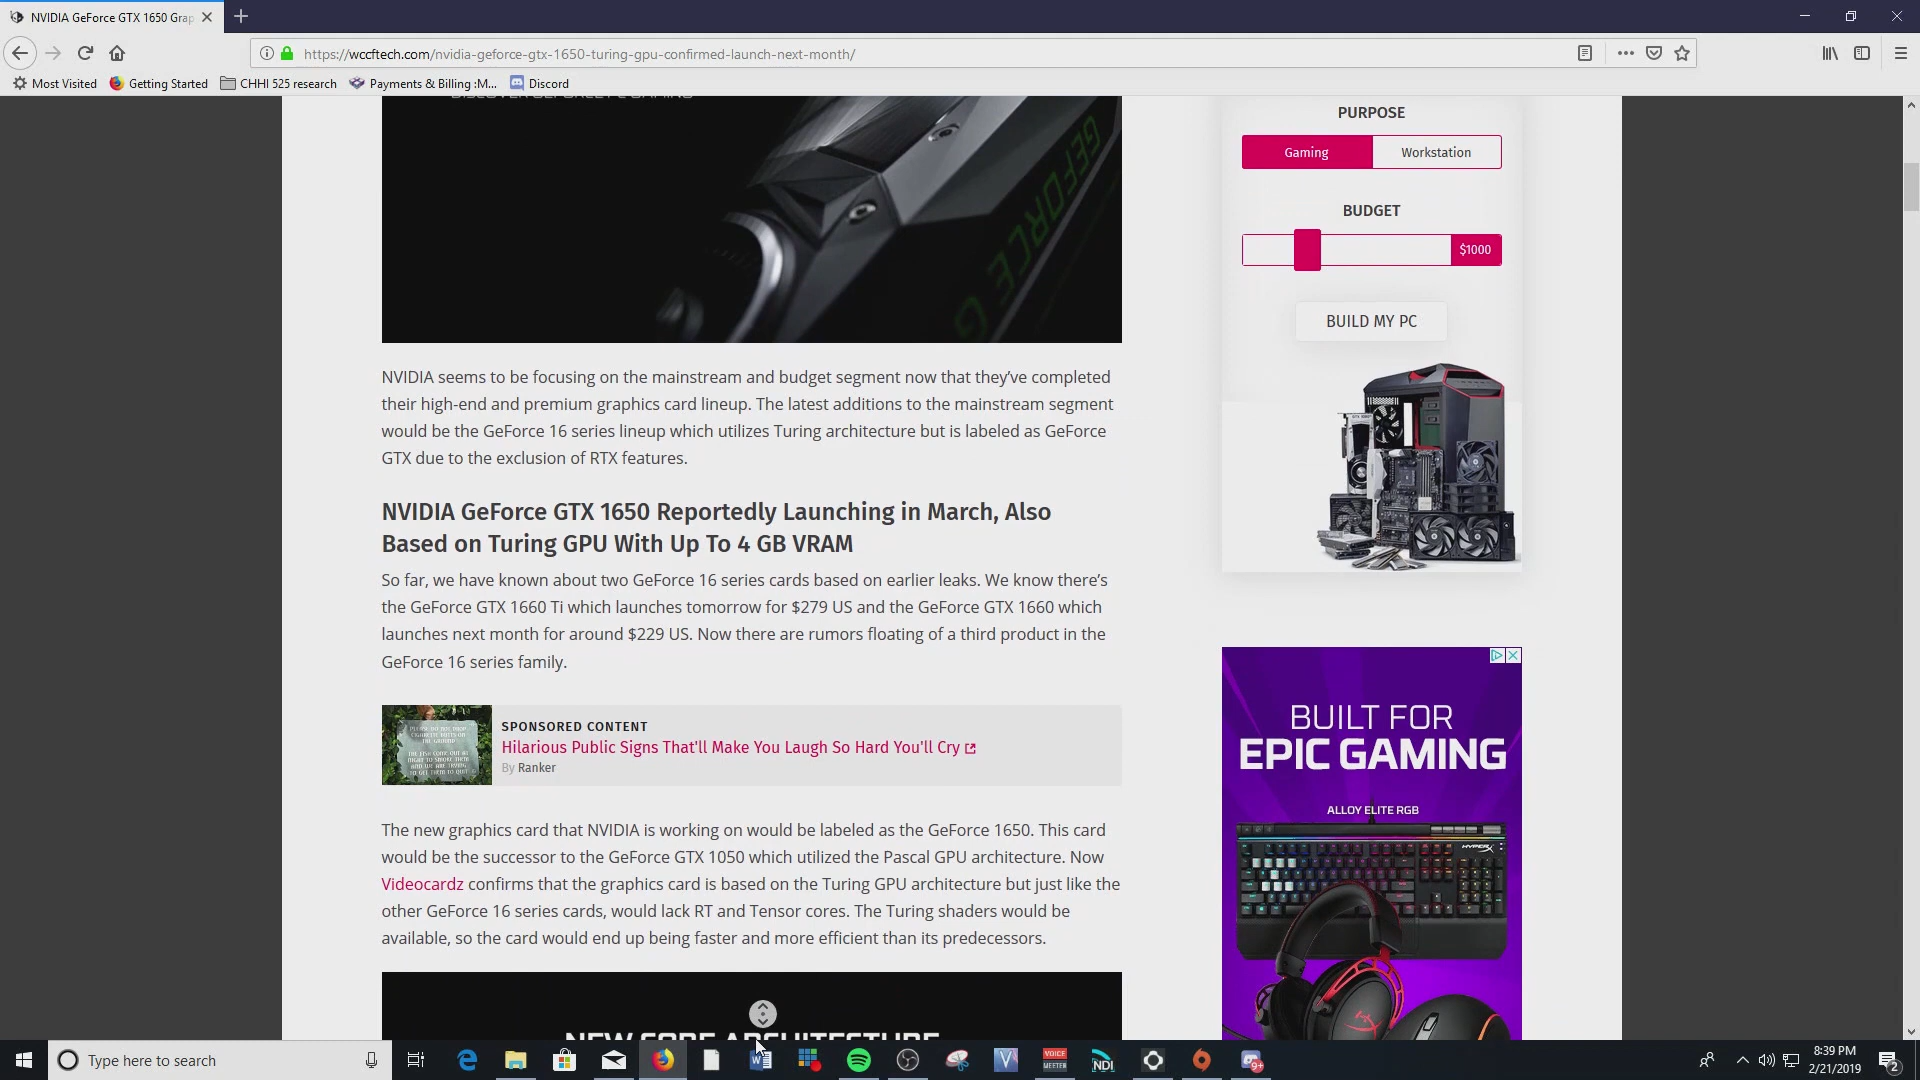 NVIDIA GeForce GTX 1650 Grap
https://wccftech.com/nvidia-geforce-gtx-1650-turing-gpu-confirmed-launch-next-month/
Most Visited
Getting Started
CHHI 525 research
Payments & Billing :M...
Discord
GEFORCE G
GEFORCE
NVIDIA seems to be focusing on the mainstream and budget segment now that they've completed
their high-end and premium graphics card lineup. The latest additions to the mainstream segment
would be the GeForce 16 series lineup which utilizes Turing architecture but is labeled as GeForce
GTX due to the exclusion of RTX features.
NVIDIA GeForce GTX 1650 Reportedly Launching in March, Also
Based on Turing GPU With Up To 4 GB VRAM
So far, we have known about two GeForce 16 series cards based on earlier leaks. We know there's
the GeForce GTX 1660 Ti which launches tomorrow for $279 US and the GeForce GTX 1660 which
launches next month for around $229 US. Now there are rumors floating of a third product in the
GeForce 16 series family.
SPONSORED CONTENT
Hilarious Public Signs That'll Make You Laugh So Hard You'll Cry
By Ranker
The new graphics card that NVIDIA is working on would be labeled as the GeForce 1650. This card
would be the successor to the GeForce GTX 1050 which utilized the Pascal GPU architecture. Now
Videocardz confirms that the graphics card is based on the Turing GPU architecture but just like the
other GeForce 16 series cards, would lack RT and Tensor cores. The Turing shaders would be
available, so the card would end up being faster and more efficient than its predecessors.
NEW CORE ARCHITECTURE
PURPOSE
Gaming
Workstation
BUDGET
$1000
BUILD MY PC
BUILT FOR
EPIC GAMING
ALLOY ELITE RGB
HYPERX
Type here to search
VOICE
MEETER
NDI
9+
8:39 PM
2/21/2019
2